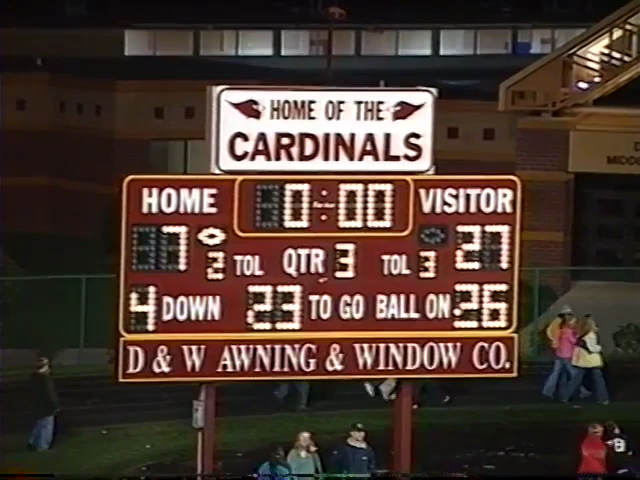 HOME OF THE
CARDINALS
HOME 0:00 VISITOR
7 27
2 TOL QTR 3 TOL 3
4 DOWN 23 TO GO BALL ON 26
D & W AWNING & WINDOW CO.